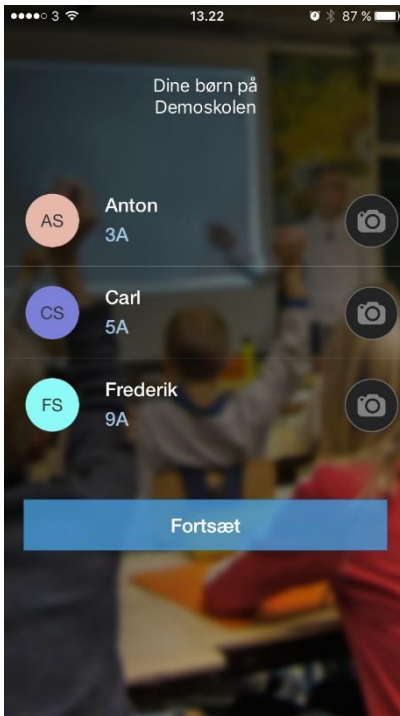 3 13.22 87 %
Dine børn på
Demoskolen
AS
Anton
3A
CS
Carl
5A
FS
Frederik
9A
Fortsæt